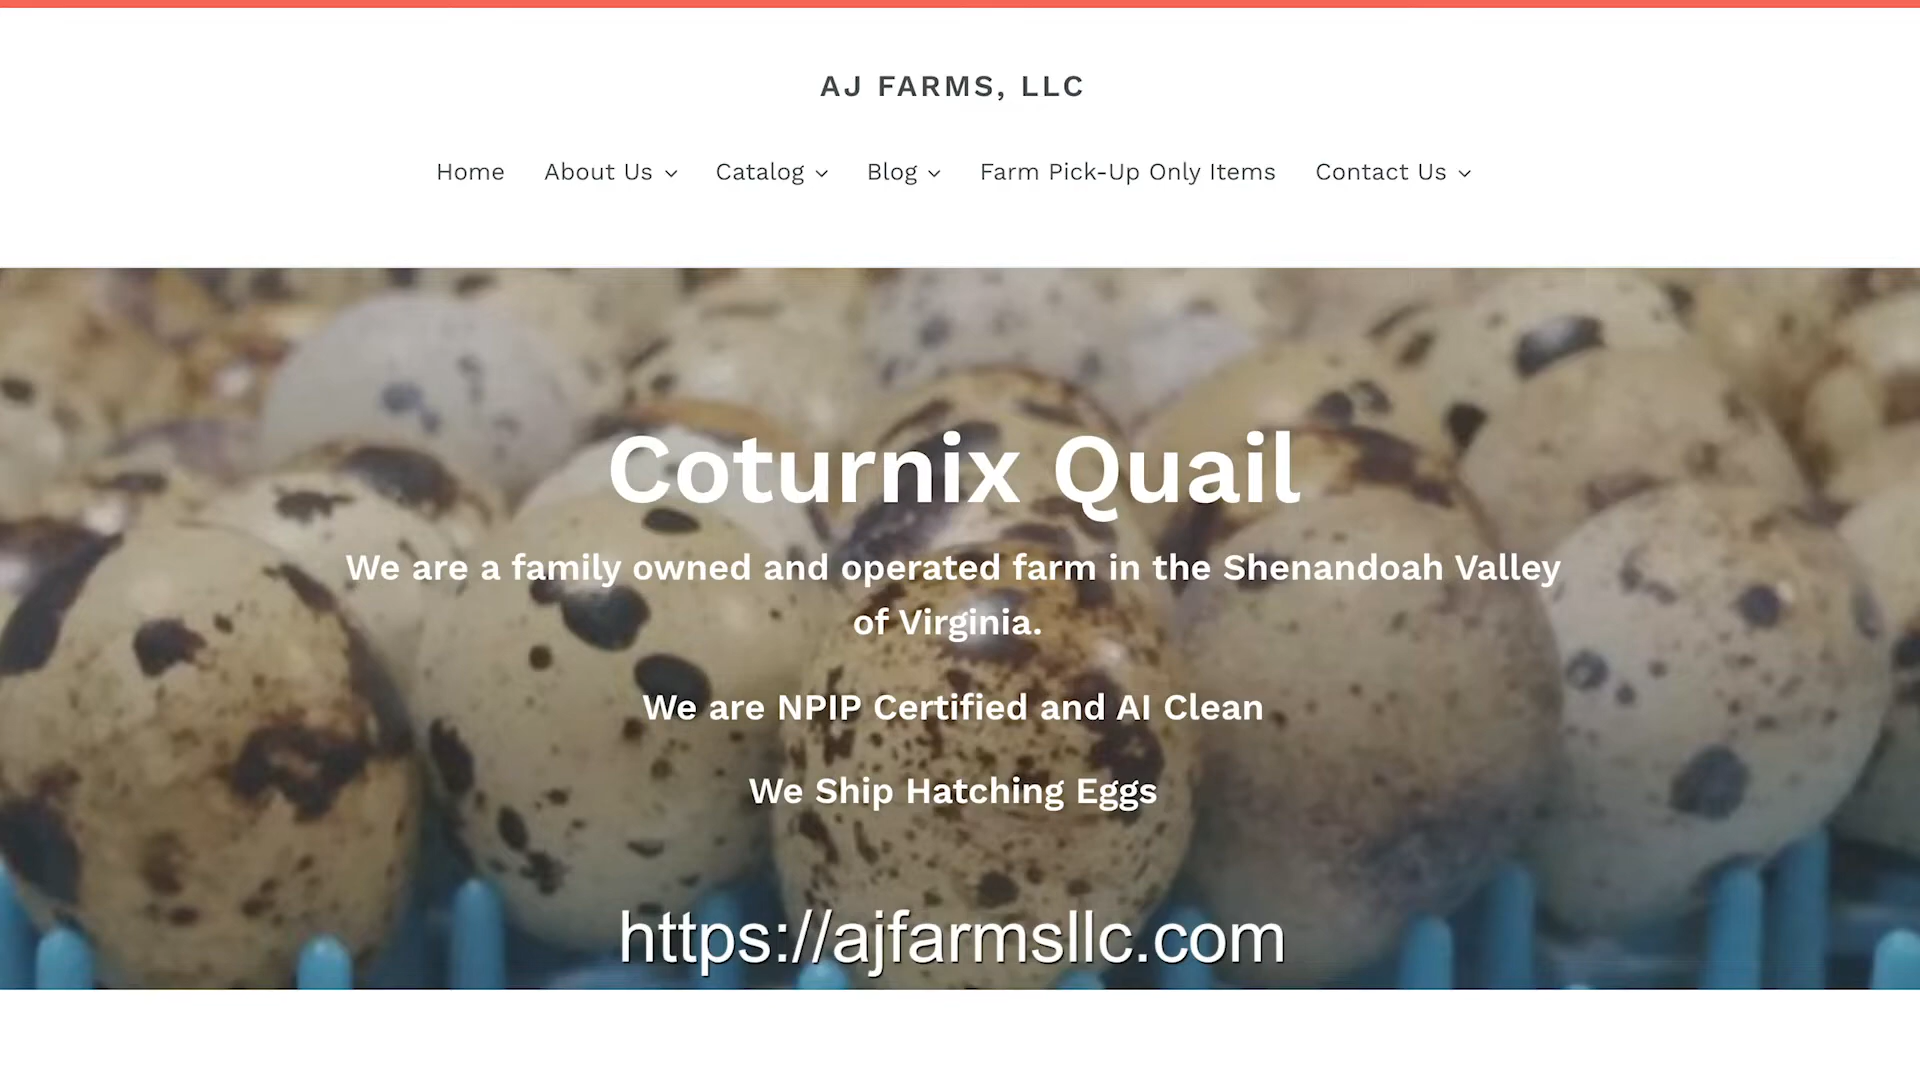 AJ FARMS, LLC
Home About Us Catalog Blog Farm Pick-Up Only Items Contact Us
Coturnix Quail
We are a family owned and operated farm in the Shenandoah Valley
of Virginia.
We are NPIP Certified and AI Clean
We Ship Hatching Eggs
https://ajfarmsllc.com